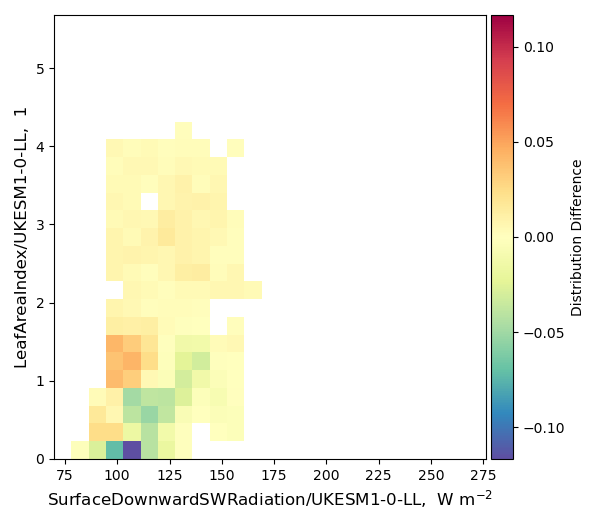 LeafAreaIndex/UKESM1-0-LL, 1
5
4
3
2
1
0
75 100 125 150 175 200 225 250 275
SurfaceDownwardSWRadiation/UKESM1-0-LL, W m⁻²
0.10
0.05
0.00
−0.05
−0.10
Distribution Difference